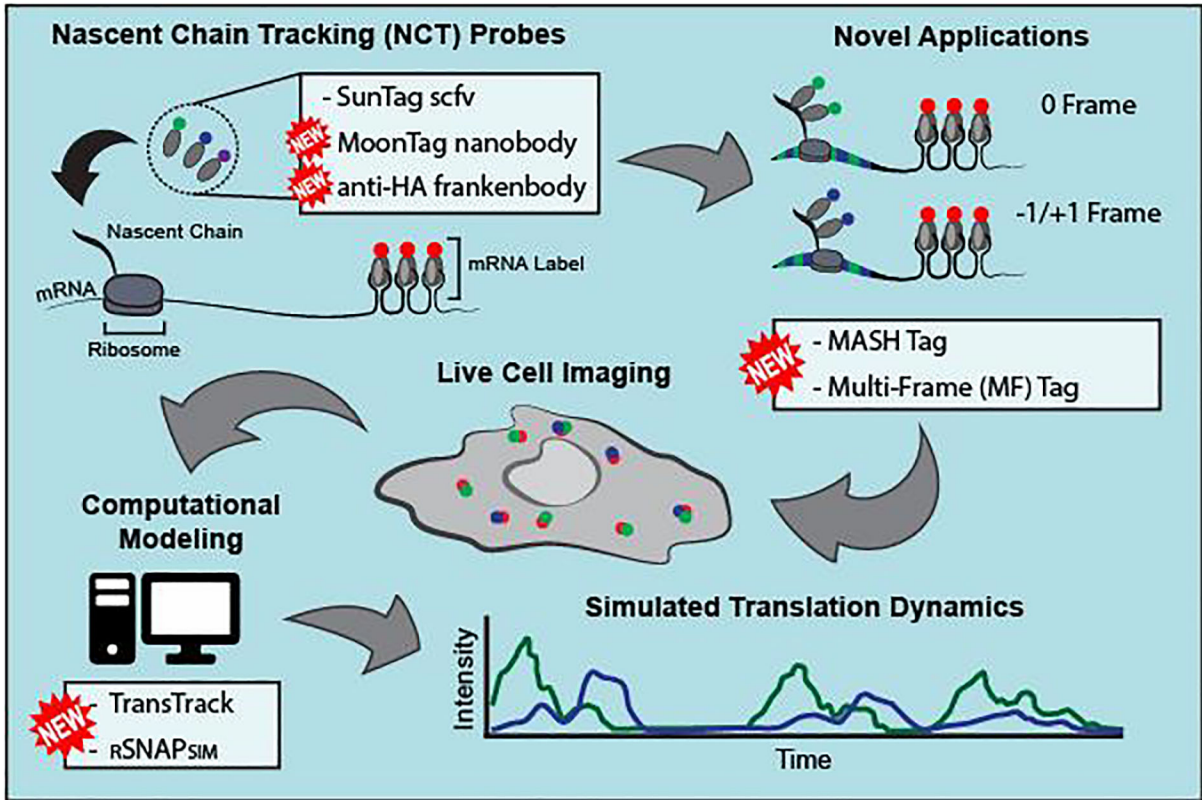 Nascent Chain Tracking (NCT) Probes
- SunTag scfv
NEW
- MoonTag nanobody
NEW
- anti-HA frankenbody
Nascent Chain
mRNA
mRNA Label
Ribosome
Novel Applications
0 Frame
-1/+1 Frame
NEW
- MASH Tag
- Multi-Frame (MF) Tag
Live Cell Imaging
Computational
Modeling
NEW
- TransTrack
- RSNAPSIM
Simulated Translation Dynamics
Intensity
Time